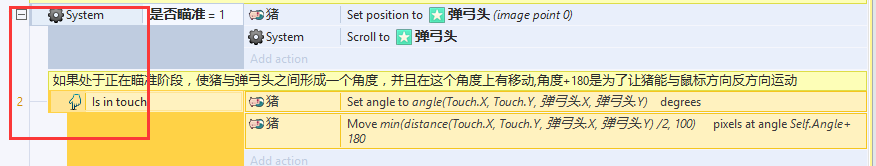 System 是否瞄准 = 1 猪 Set position to 弹弓头 (image point 0)
System Scroll to 弹弓头
Add action
如果处于正在瞄准阶段，使猪与弹弓头之间形成一个角度，并且在这个角度上有移动,角度+180是为了让猪能与鼠标方向反方向运动
2 Is in touch 猪 Set angle to angle(Touch.X, Touch.Y, 弹弓头.X, 弹弓头.Y) degrees
猪 Move min(distance(Touch.X, Touch.Y, 弹弓头.X, 弹弓头.Y) /2, 100) pixels at angle Self.Angle+
180
Add action